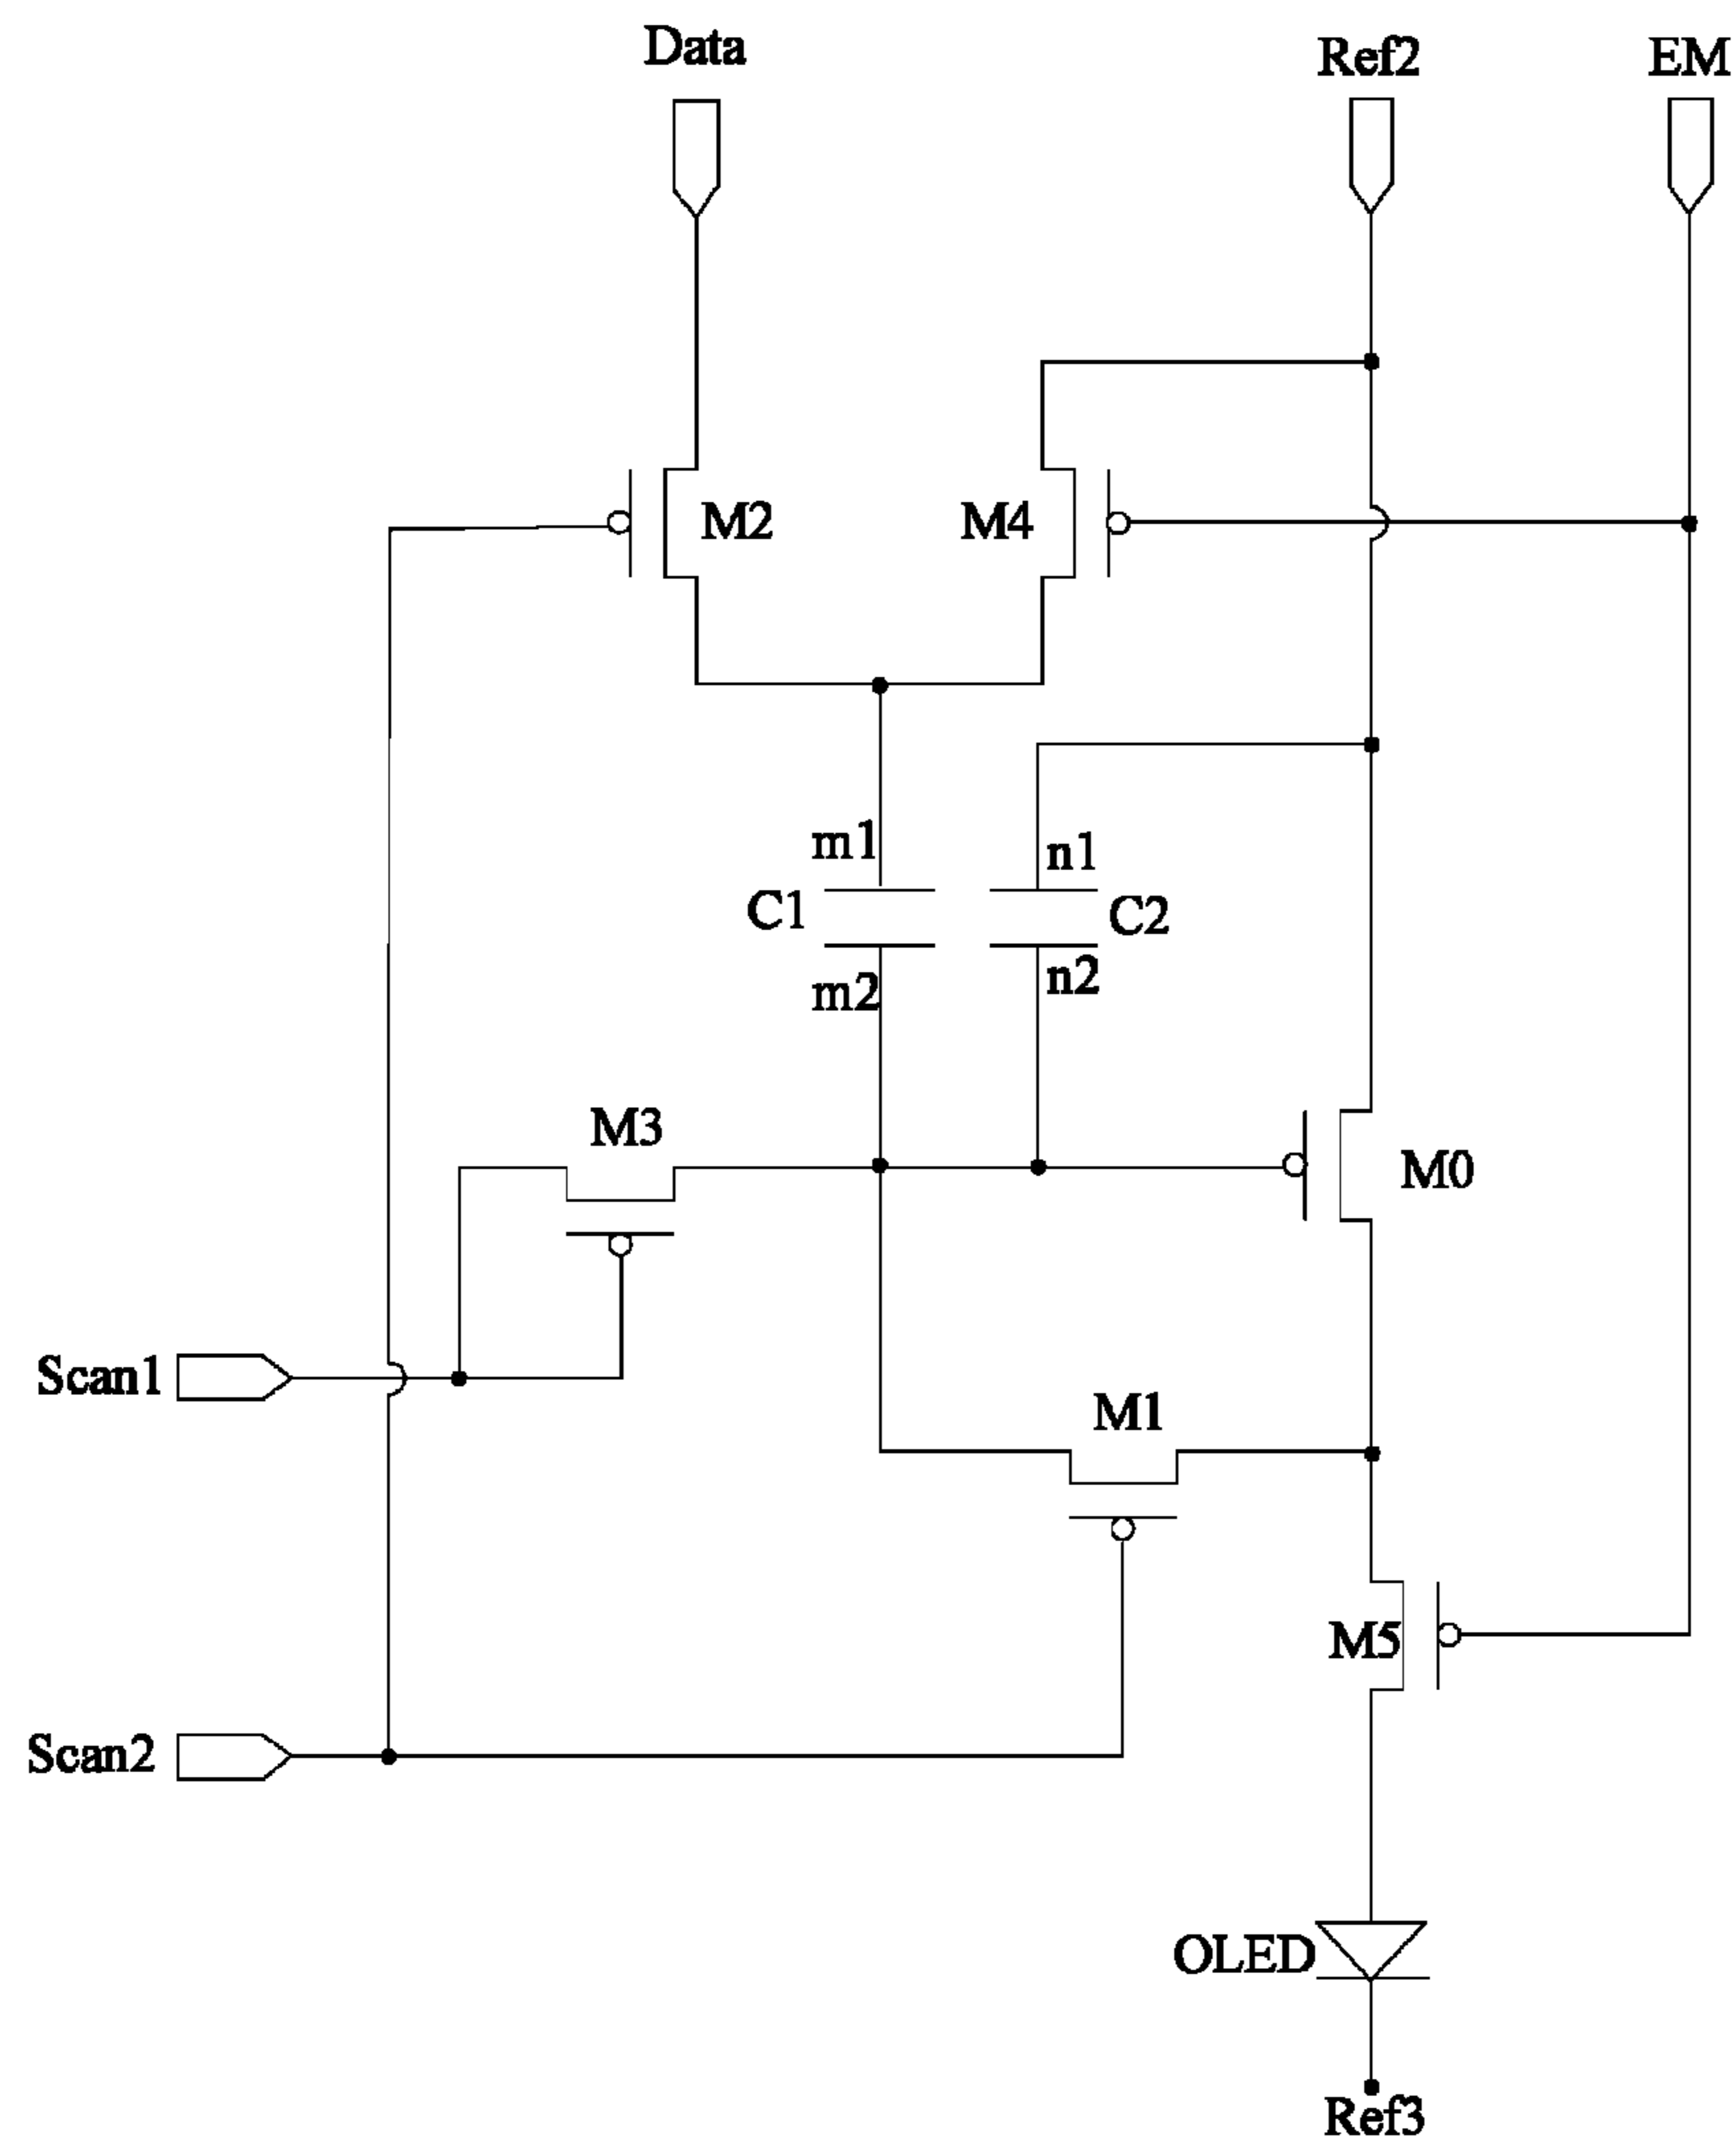 Data
Ref2
EM
M2
M4
m1
n1
C1
C2
m2
n2
M3
M0
Scan1
M1
M5
Scan2
OLED
Ref3